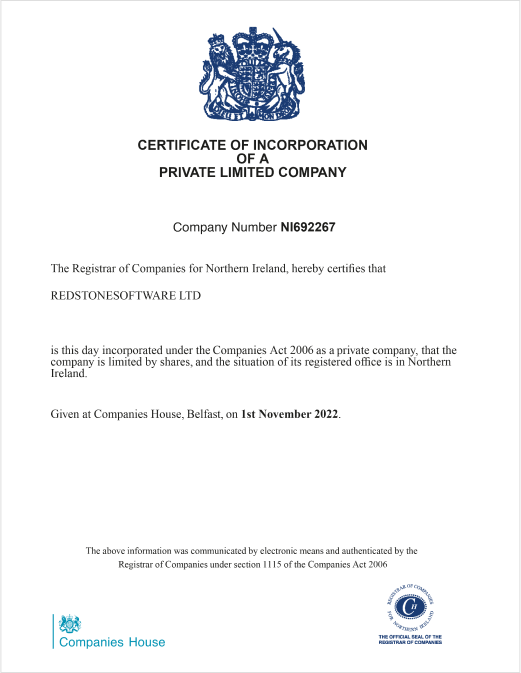 CERTIFICATE OF INCORPORATION
OF A
PRIVATE LIMITED COMPANY
Company Number NI692267
The Registrar of Companies for Northern Ireland, hereby certifies that
REDSTONESOFTWARE LTD
is this day incorporated under the Companies Act 2006 as a private company, that the
company is limited by shares, and the situation of its registered office is in Northern
Ireland.
Given at Companies House, Belfast, on 1st November 2022.
The above information was communicated by electronic means and authenticated by the
Registrar of Companies under section 1115 of the Companies Act 2006
Companies House
REGISTRAR OF COMPANIES
FOR NORTHERN IRELAND
CH
THE OFFICIAL SEAL OF THE
REGISTRAR OF COMPANIES